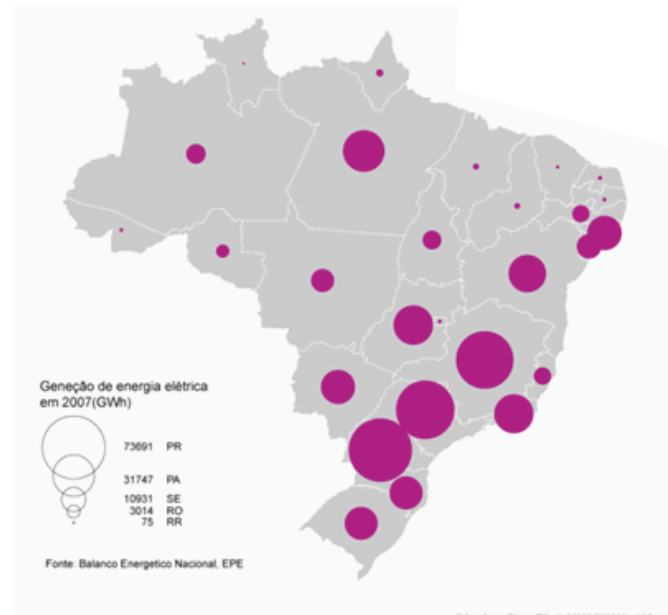 Geneção de energia elétrica
em 2007(GWh)
73691 PR
31747 PA
10931 SE
3014 RO
75 RR
Fonte: Balanco Energetico Nacional, EPE